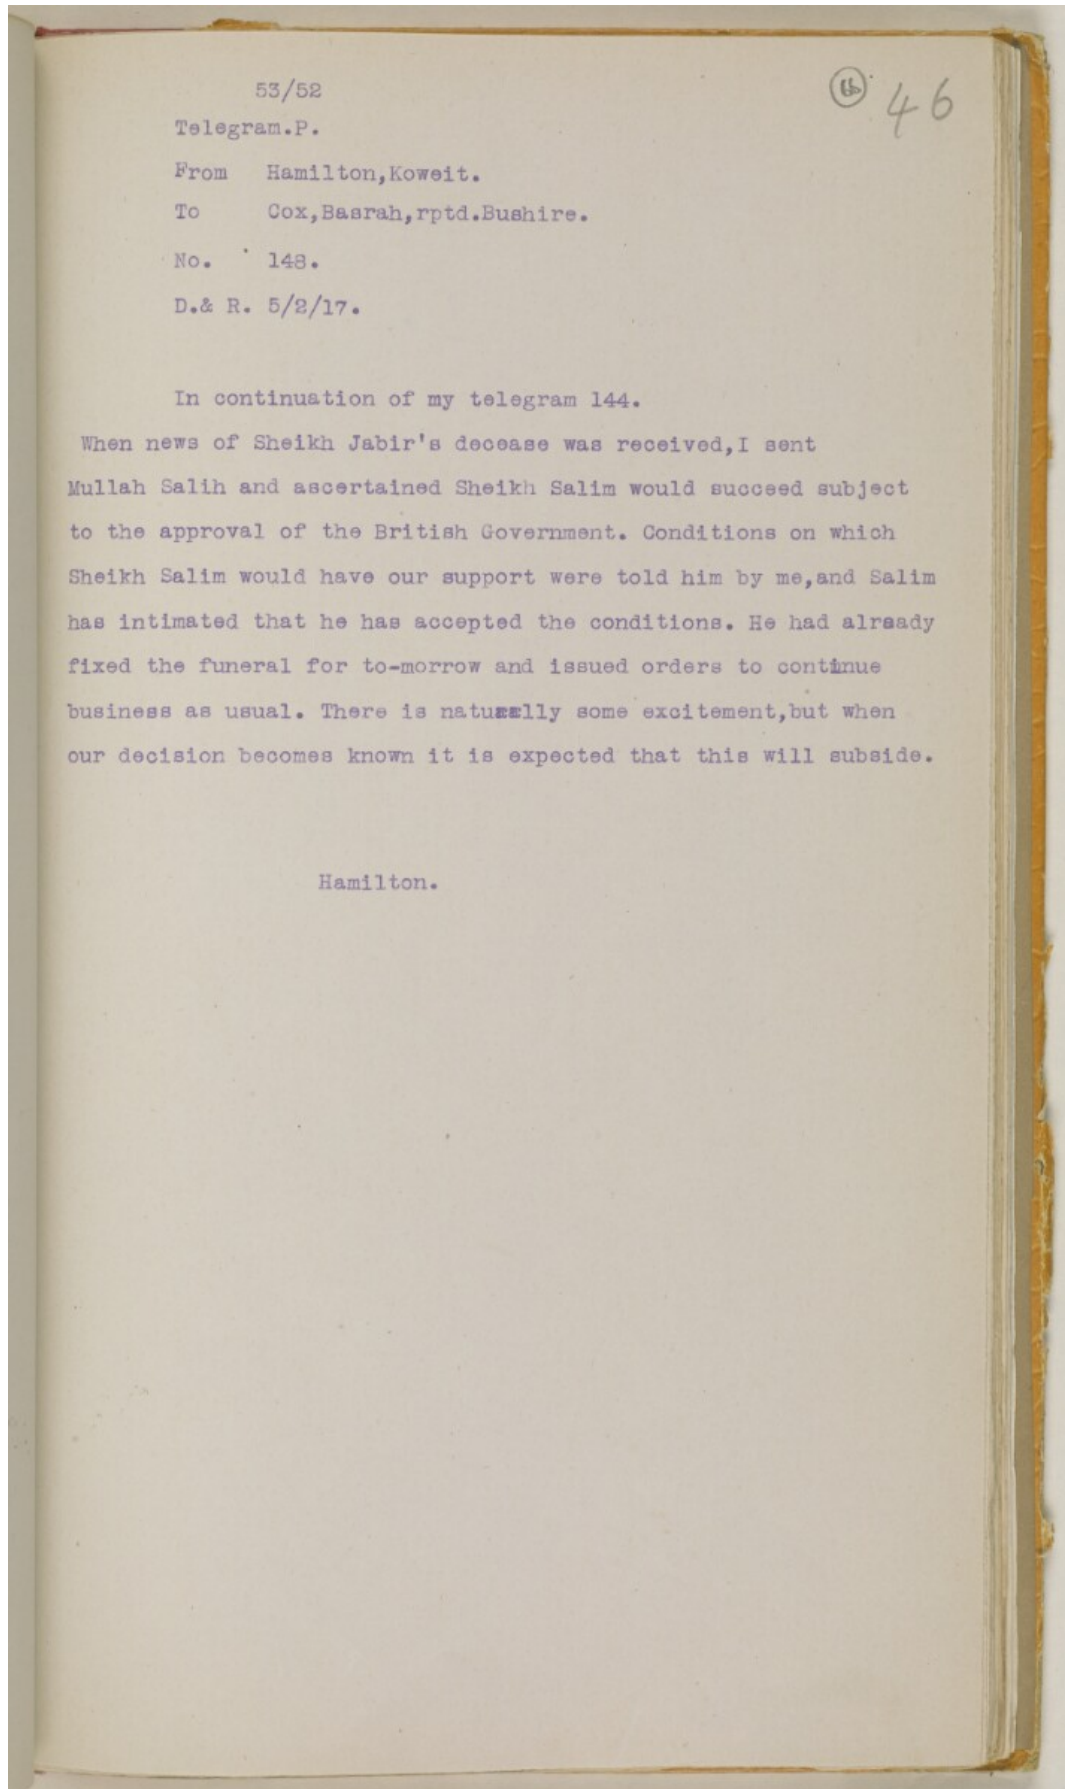 53/52
46
Telegram.P.
From Hamilton,Koweit.
To Cox,Basrah,rptd.Bushire.
No. 148.
D.& R. 5/2/17.
In continuation of my telegram 144.
When news of Sheikh Jabir's decease was received,I sent
Mullah Salih and ascertained Sheikh Salim would succeed subject
to the approval of the British Government. Conditions on which
Sheikh Salim would have our support were told him by me,and Salim
has intimated that he has accepted the conditions. He had already
fixed the funeral for to-morrow and issued orders to continue
business as usual. There is naturally some excitement,but when
our decision becomes known it is expected that this will subside.
Hamilton.